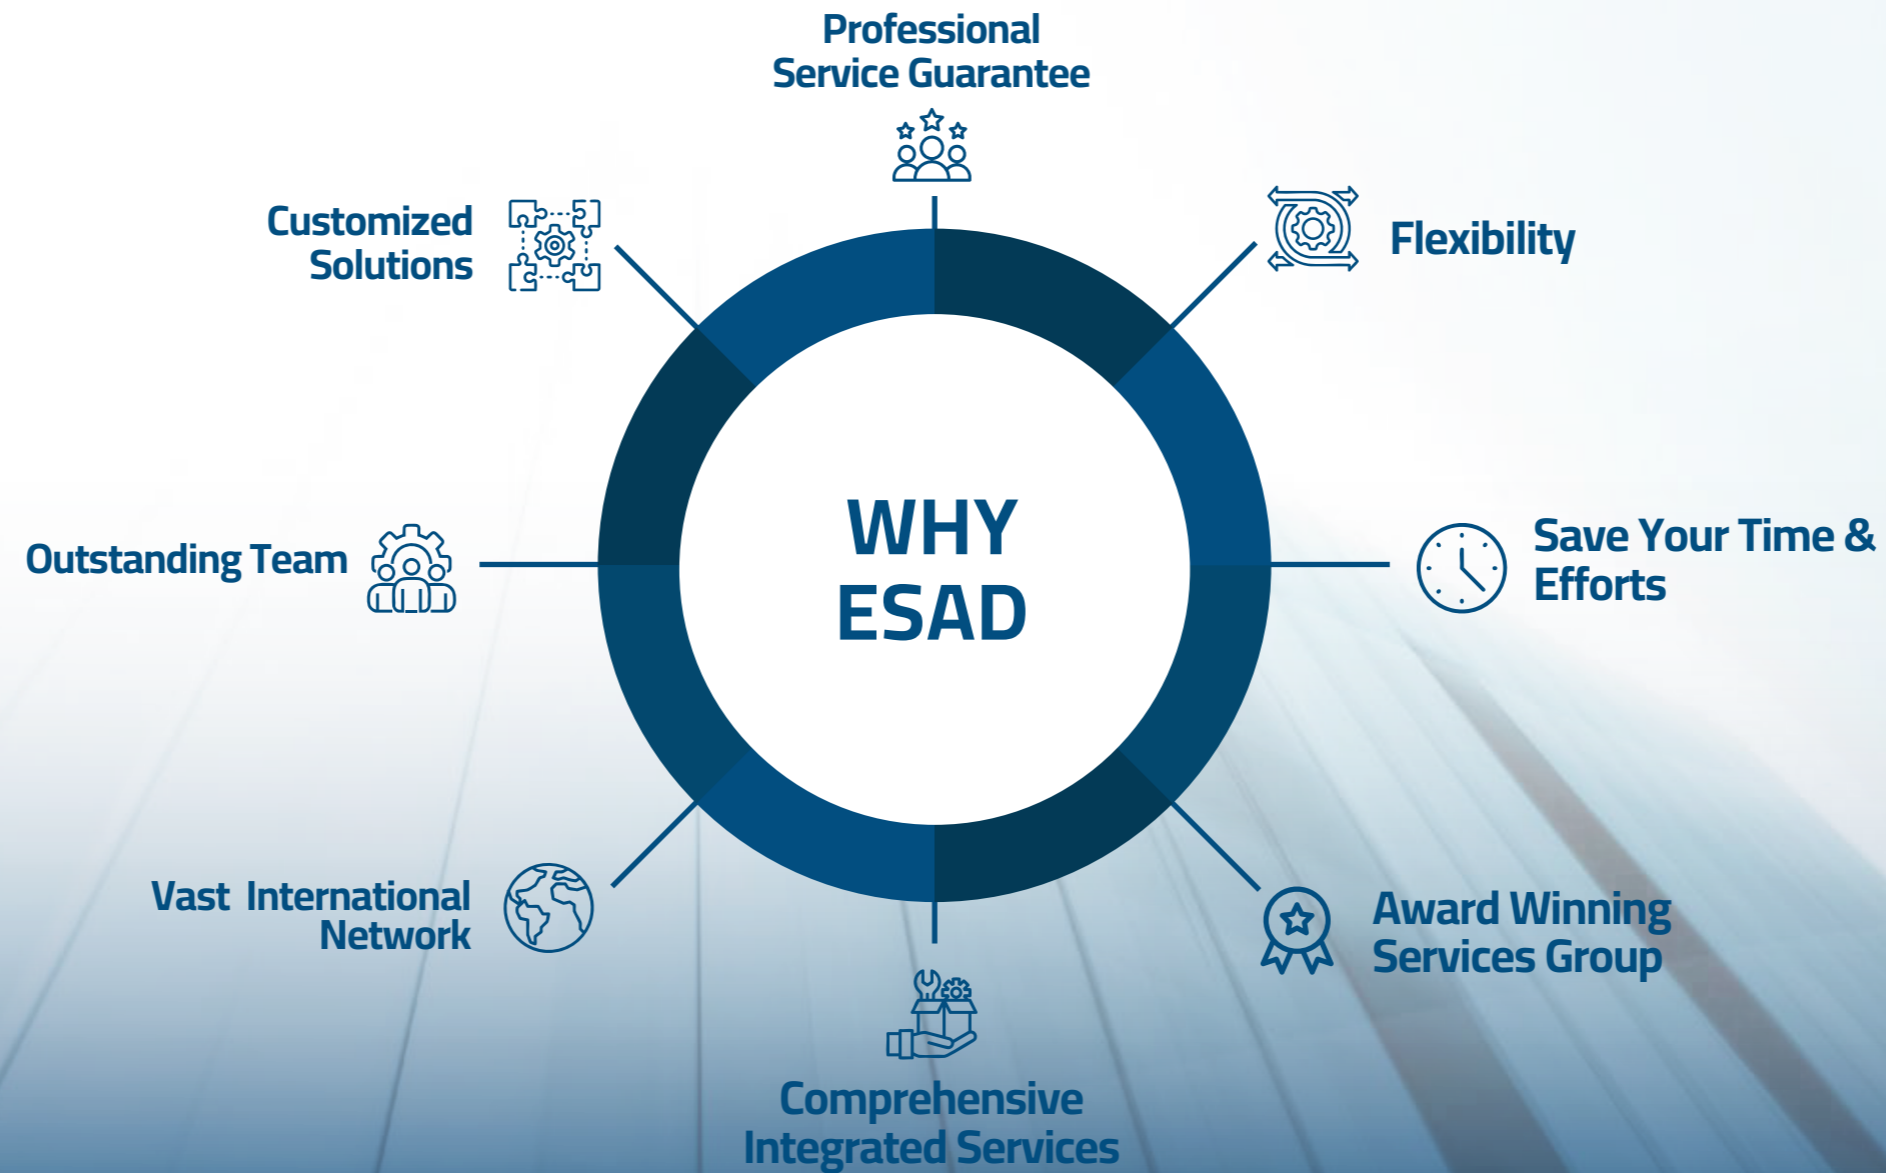 Professional
Service Guarantee
Customized
Solutions
Flexibility
WHY
ESAD
Outstanding Team
Save Your Time &
Efforts
Vast International
Network
Award Winning
Services Group
Comprehensive
Integrated Services